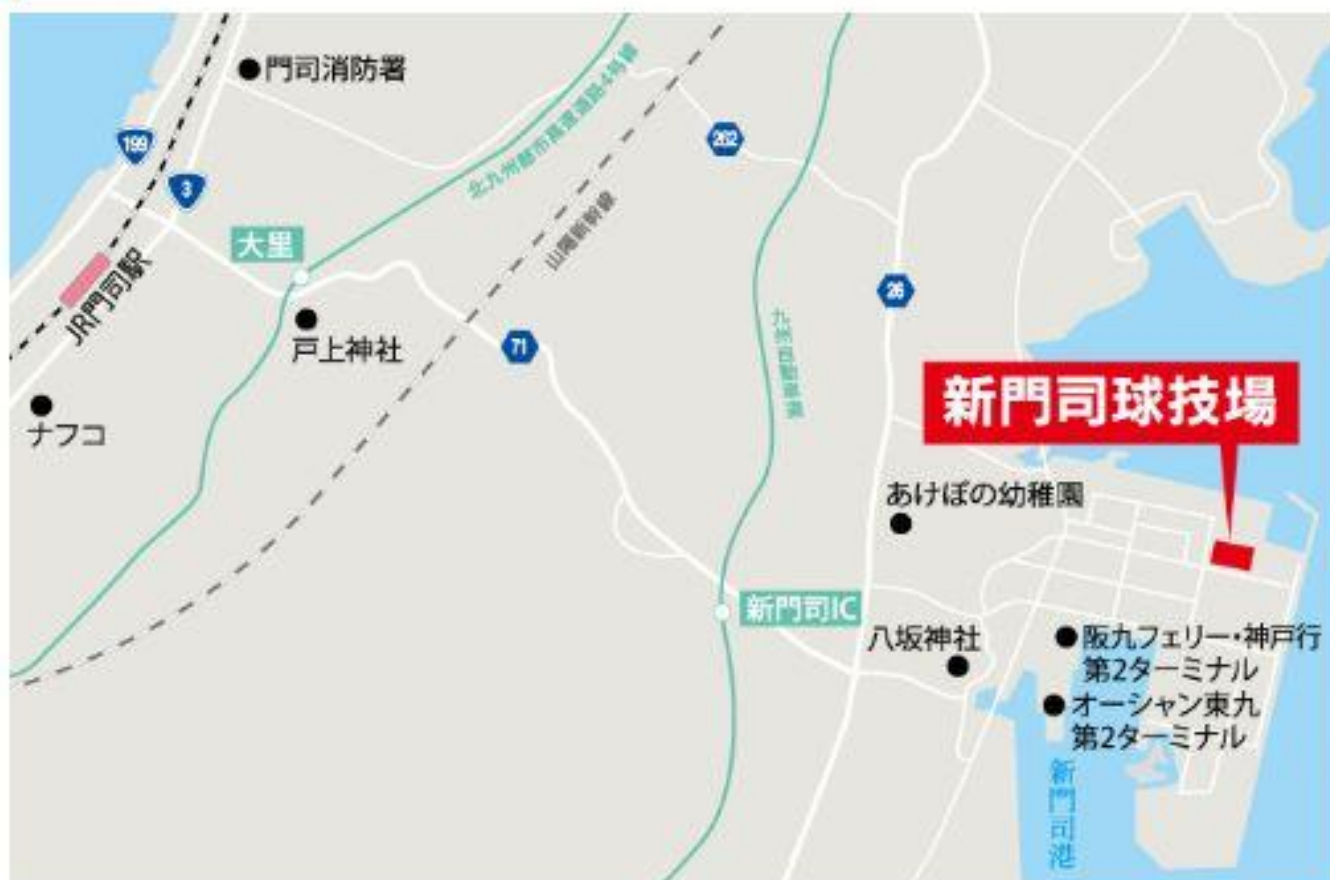 門司消防署
199
3
北九州都市高速道路4号線
262
山陽新幹線
大里
JR門司駅
戸上神社
71
26
九州自動車道
ナフコ
新門司球技場
あけぼの幼稚園
新門司IC
八坂神社
阪九フェリー・神戸行
第2ターミナル
オーシャン東九
第2ターミナル
新門司港